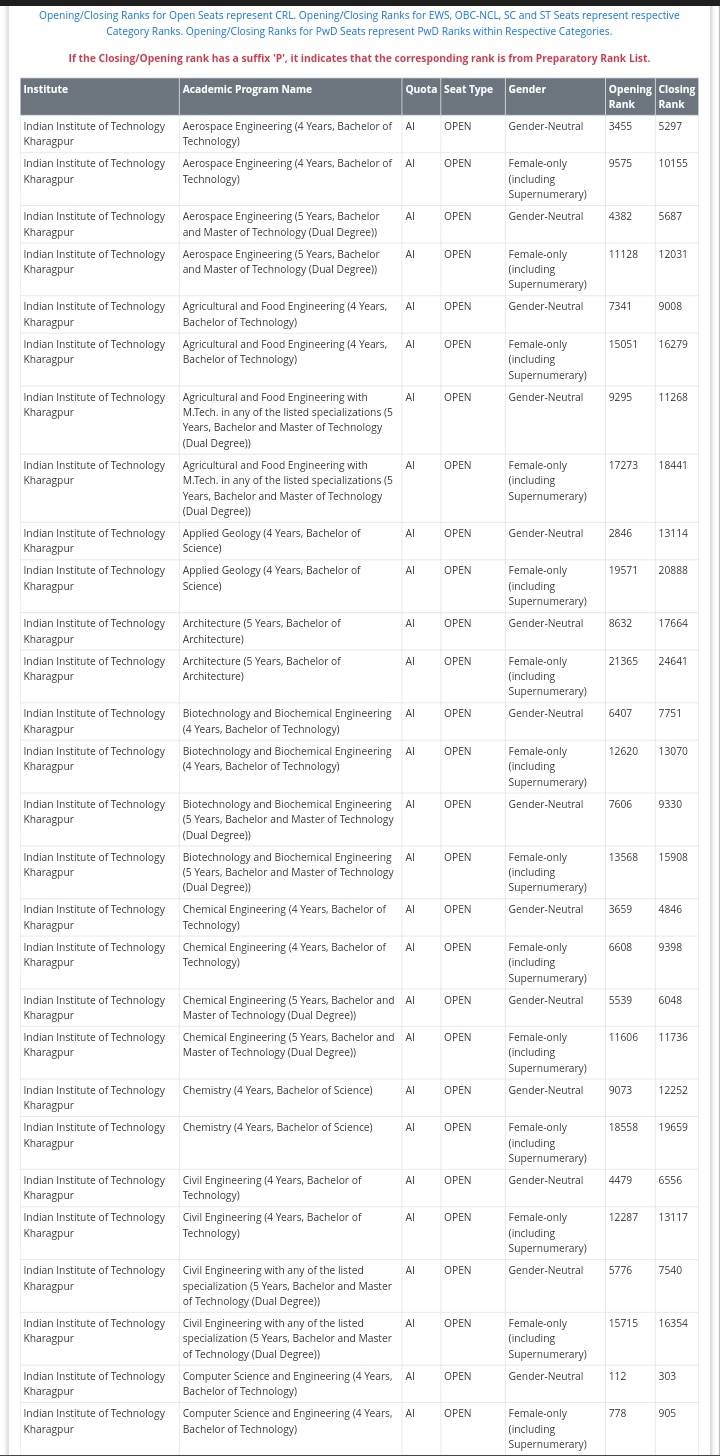 Opening/Closing Ranks for Open Seats represent CRL. Opening/Closing Ranks for EWS, OBC-NCL, SC and ST Seats represent respective
Category Ranks. Opening/Closing Ranks for PwD Seats represent PwD Ranks within Respective Categories.
If the Closing/Opening rank has a suffix 'P', it indicates that the corresponding rank is from Preparatory Rank List.
Institute Academic Program Name Quota Seat Type Gender Opening Closing
Rank Rank
Indian Institute of Technology Aerospace Engineering (4 Years, Bachelor of AI OPEN Gender-Neutral 3455 5297
Kharagpur Technology)
Indian Institute of Technology Aerospace Engineering (4 Years, Bachelor of AI OPEN Female-only 9575 10155
Kharagpur Technology) (including
Supernumerary)
Indian Institute of Technology Aerospace Engineering (5 Years, Bachelor AI OPEN Gender-Neutral 4382 5687
Kharagpur and Master of Technology (Dual Degree))
Indian Institute of Technology Aerospace Engineering (5 Years, Bachelor AI OPEN Female-only 11128 12031
Kharagpur and Master of Technology (Dual Degree)) (including
Supernumerary)
Indian Institute of Technology Agricultural and Food Engineering (4 Years, AI OPEN Gender-Neutral 7341 9008
Kharagpur Bachelor of Technology)
Indian Institute of Technology Agricultural and Food Engineering (4 Years, AI OPEN Female-only 15051 16279
Kharagpur Bachelor of Technology) (including
Supernumerary)
Indian Institute of Technology Agricultural and Food Engineering with AI OPEN Gender-Neutral 9295 11268
Kharagpur M.Tech. in any of the listed specializations (5
Years, Bachelor and Master of Technology
(Dual Degree))
Indian Institute of Technology Agricultural and Food Engineering with AI OPEN Female-only 17273 18441
Kharagpur M.Tech. in any of the listed specializations (5 (including
Years, Bachelor and Master of Technology Supernumerary)
(Dual Degree))
Indian Institute of Technology Applied Geology (4 Years, Bachelor of AI OPEN Gender-Neutral 2846 13114
Kharagpur Science)
Indian Institute of Technology Applied Geology (4 Years, Bachelor of AI OPEN Female-only 19571 20888
Kharagpur Science) (including
Supernumerary)
Indian Institute of Technology Architecture (5 Years, Bachelor of AI OPEN Gender-Neutral 8632 17664
Kharagpur Architecture)
Indian Institute of Technology Architecture (5 Years, Bachelor of AI OPEN Female-only 21365 24641
Kharagpur Architecture) (including
Supernumerary)
Indian Institute of Technology Biotechnology and Biochemical Engineering AI OPEN Gender-Neutral 6407 7751
Kharagpur (4 Years, Bachelor of Technology)
Indian Institute of Technology Biotechnology and Biochemical Engineering AI OPEN Female-only 12620 13070
Kharagpur (4 Years, Bachelor of Technology) (including
Supernumerary)
Indian Institute of Technology Biotechnology and Biochemical Engineering AI OPEN Gender-Neutral 7606 9330
Kharagpur (5 Years, Bachelor and Master of Technology
(Dual Degree))
Indian Institute of Technology Biotechnology and Biochemical Engineering AI OPEN Female-only 13568 15908
Kharagpur (5 Years, Bachelor and Master of Technology (including
(Dual Degree)) Supernumerary)
Indian Institute of Technology Chemical Engineering (4 Years, Bachelor of AI OPEN Gender-Neutral 3659 4846
Kharagpur Technology)
Indian Institute of Technology Chemical Engineering (4 Years, Bachelor of AI OPEN Female-only 6608 9398
Kharagpur Technology) (including
Supernumerary)
Indian Institute of Technology Chemical Engineering (5 Years, Bachelor and AI OPEN Gender-Neutral 5539 6048
Kharagpur Master of Technology (Dual Degree))
Indian Institute of Technology Chemical Engineering (5 Years, Bachelor and AI OPEN Female-only 11606 11736
Kharagpur Master of Technology (Dual Degree)) (including
Supernumerary)
Indian Institute of Technology Chemistry (4 Years, Bachelor of Science) AI OPEN Gender-Neutral 9073 12252
Kharagpur
Indian Institute of Technology Chemistry (4 Years, Bachelor of Science) AI OPEN Female-only 18558 19659
Kharagpur (including
Supernumerary)
Indian Institute of Technology Civil Engineering (4 Years, Bachelor of AI OPEN Gender-Neutral 4479 6556
Kharagpur Technology)
Indian Institute of Technology Civil Engineering (4 Years, Bachelor of AI OPEN Female-only 12287 13117
Kharagpur Technology) (including
Supernumerary)
Indian Institute of Technology Civil Engineering with any of the listed AI OPEN Gender-Neutral 5776 7540
Kharagpur specialization (5 Years, Bachelor and Master
of Technology (Dual Degree))
Indian Institute of Technology Civil Engineering with any of the listed AI OPEN Female-only 15715 16354
Kharagpur specialization (5 Years, Bachelor and Master (including
of Technology (Dual Degree)) Supernumerary)
Indian Institute of Technology Computer Science and Engineering (4 Years, AI OPEN Gender-Neutral 112 303
Kharagpur Bachelor of Technology)
Indian Institute of Technology Computer Science and Engineering (4 Years, AI OPEN Female-only 778 905
Kharagpur Bachelor of Technology) (including
Supernumerary)